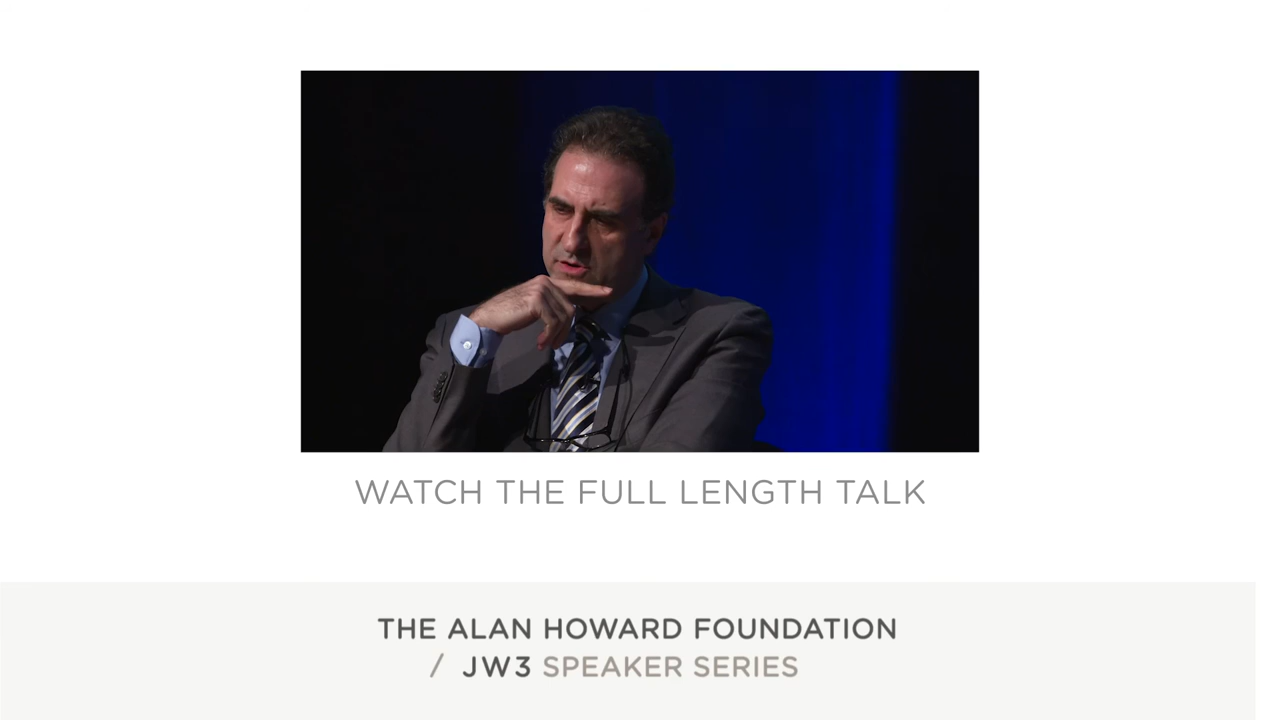 WATCH THE FULL LENGTH TALK
THE ALAN HOWARD FOUNDATION
/ JW3 SPEAKER SERIES